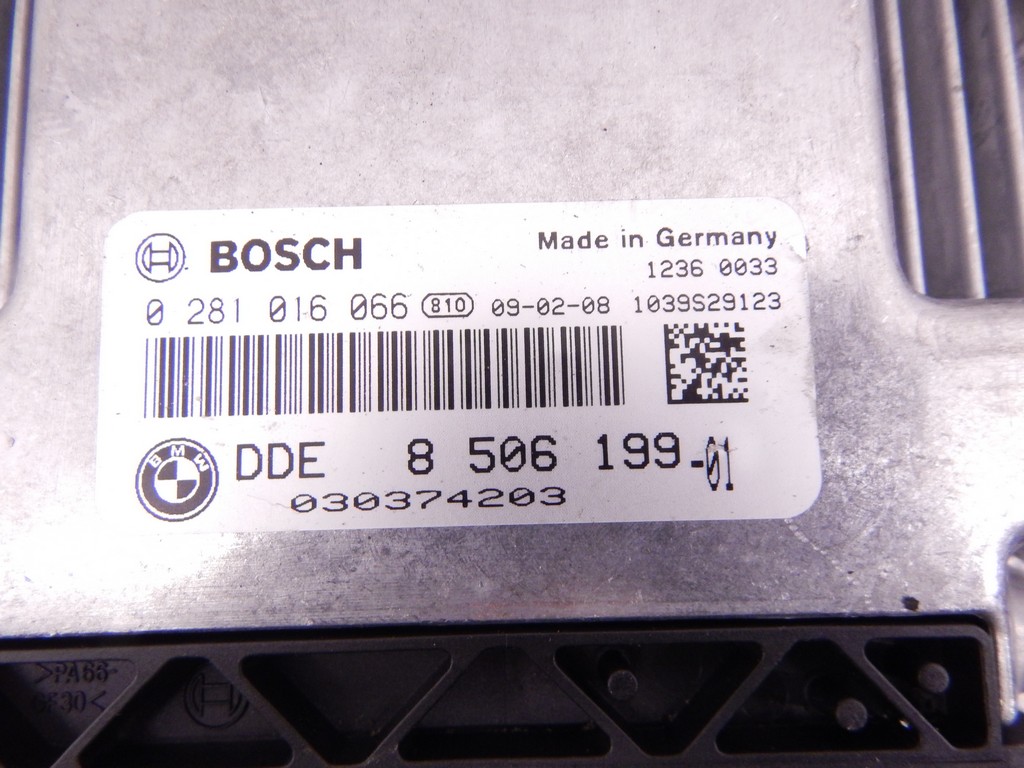 BOSCH
Made in Germany
1236 0033
0 281 016 066 810 09-02-08 1039S29123
BMW DDE 8 506 199-01
030374203
>PA66-
GF30<